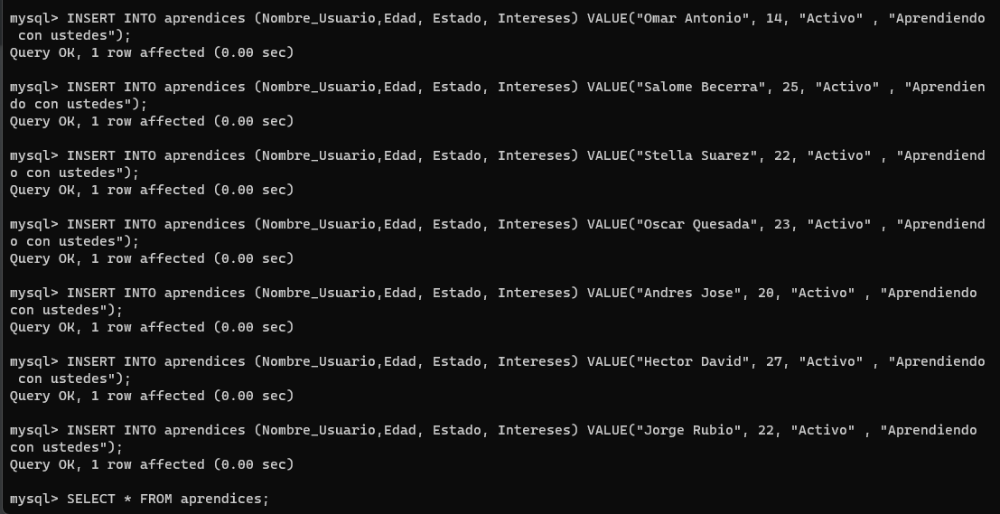 mysql> INSERT INTO aprendices (Nombre_Usuario,Edad, Estado, Intereses) VALUE("Omar Antonio", 14, "Activo" , "Aprendiendo
 con ustedes");
Query OK, 1 row affected (0.00 sec)

mysql> INSERT INTO aprendices (Nombre_Usuario,Edad, Estado, Intereses) VALUE("Salome Becerra", 25, "Activo" , "Aprendien
do con ustedes");
Query OK, 1 row affected (0.00 sec)

mysql> INSERT INTO aprendices (Nombre_Usuario,Edad, Estado, Intereses) VALUE("Stella Suarez", 22, "Activo" , "Aprendiend
o con ustedes");
Query OK, 1 row affected (0.00 sec)

mysql> INSERT INTO aprendices (Nombre_Usuario,Edad, Estado, Intereses) VALUE("Oscar Quesada", 23, "Activo" , "Aprendiend
o con ustedes");
Query OK, 1 row affected (0.00 sec)

mysql> INSERT INTO aprendices (Nombre_Usuario,Edad, Estado, Intereses) VALUE("Andres Jose", 20, "Activo" , "Aprendiendo
con ustedes");
Query OK, 1 row affected (0.00 sec)

mysql> INSERT INTO aprendices (Nombre_Usuario,Edad, Estado, Intereses) VALUE("Hector David", 27, "Activo" , "Aprendiendo
 con ustedes");
Query OK, 1 row affected (0.00 sec)

mysql> INSERT INTO aprendices (Nombre_Usuario,Edad, Estado, Intereses) VALUE("Jorge Rubio", 22, "Activo" , "Aprendiendo
con ustedes");
Query OK, 1 row affected (0.00 sec)

mysql> SELECT * FROM aprendices;